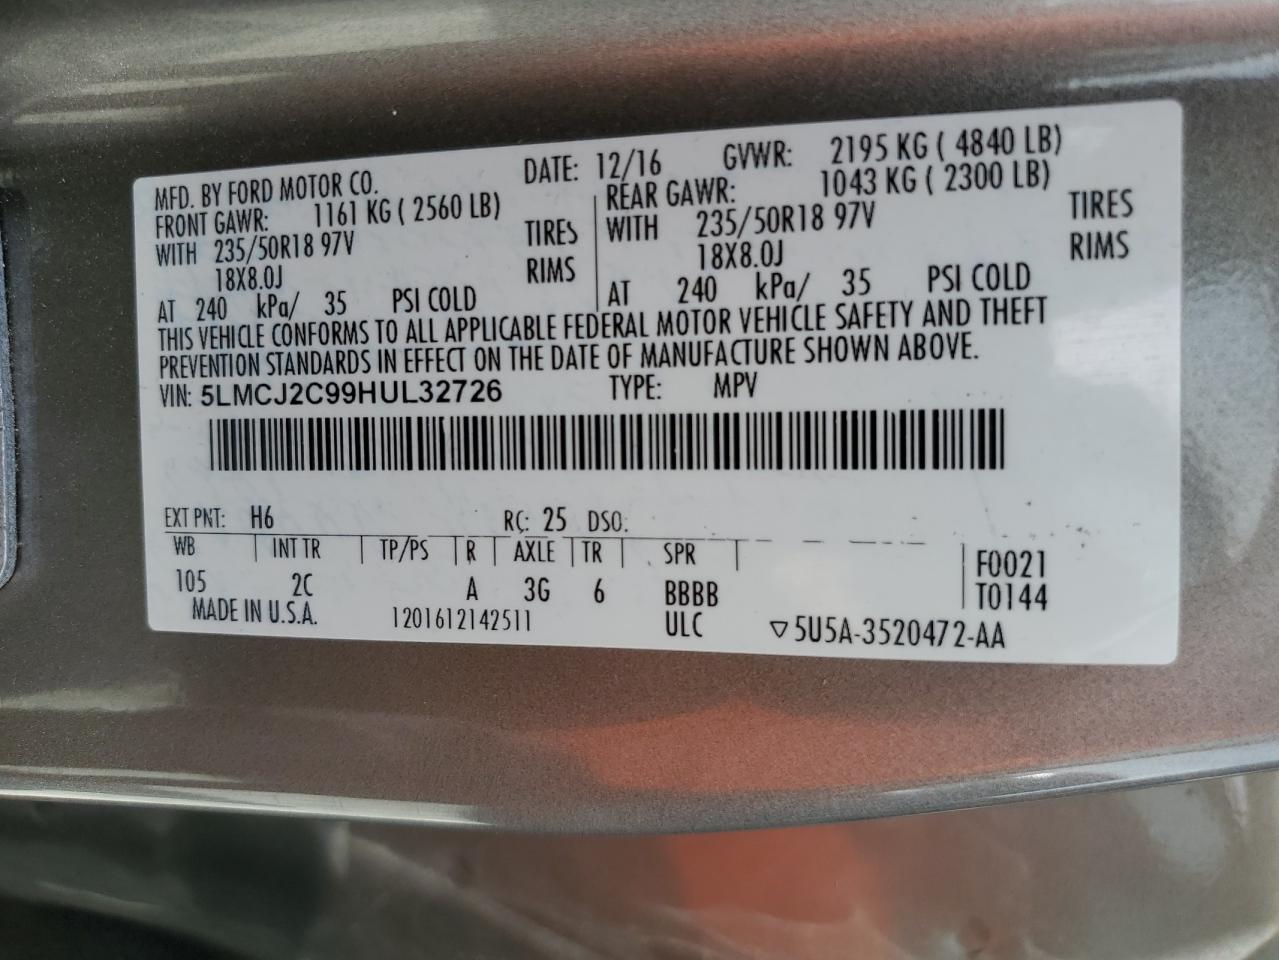 MFD. BY FORD MOTOR CO. DATE: 12/16 GVWR: 2195 KG ( 4840 LB)
FRONT GAWR: 1161 KG ( 2560 LB) REAR GAWR: 1043 KG ( 2300 LB)
WITH 235/50R18 97V TIRES WITH 235/50R18 97V TIRES
18X8.0J RIMS 18X8.0J RIMS
AT 240 kPa/ 35 PSI COLD AT 240 kPa/ 35 PSI COLD
THIS VEHICLE CONFORMS TO ALL APPLICABLE FEDERAL MOTOR VEHICLE SAFETY AND THEFT
PREVENTION STANDARDS IN EFFECT ON THE DATE OF MANUFACTURE SHOWN ABOVE.
VIN: 5LMCJ2C99HUL32726 TYPE: MPV
EXT PNT: H6 RC: 25 DSO:
WB INT TR TP/PS R AXLE TR SPR F0021
105 2C A 3G 6 BBBB T0144
MADE IN U.S.A. 1201612142511 ULC ▽5U5A-3520472-AA